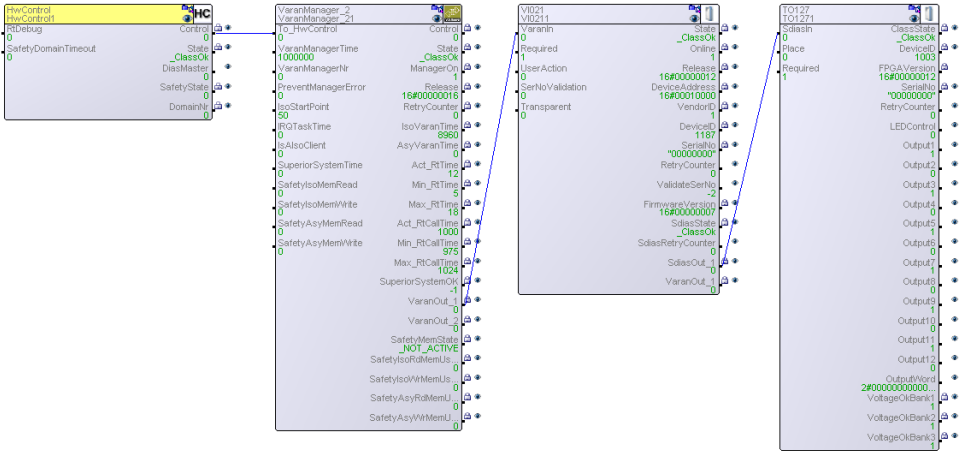 HwControl
HwControl1
HC
RtDebug
0
Control
0
SafetyDomainTimeout
0
State
_ClassOk
DiasMaster
0
SafetyState
0
DomainNr
0
VaranManager_2
VaranManager_21
To_HwControl
0
Control
0
VaranManagerTime
1000000
State
_ClassOk
VaranManagerNr
0
ManagerOn
1
PreventManagerError
0
Release
16#00000016
IsoStartPoint
50
RetryCounter
0
IRQTaskTime
0
IsoVaranTime
8960
IsAlsoClient
0
AsyVaranTime
0
SuperiorSystemTime
0
Act_RtTime
12
SafetyIsoMemRead
0
Min_RtTime
5
SafetyIsoMemWrite
0
Max_RtTime
18
SafetyAsyMemRead
0
Act_RtCallTime
1000
SafetyAsyMemWrite
0
Min_RtCallTime
975
Max_RtCallTime
1024
SuperiorSystemOK
-1
VaranOut_1
0
VaranOut_2
0
SafetyMemState
_NOT_ACTIVE
SafetyIsoRdMemUs...
0
SafetyIsoWrMemUs...
0
SafetyAsyRdMemU...
0
SafetyAsyWrMemU...
0
VI021
VI0211
VaranIn
0
State
_ClassOk
Required
1
Online
1
UserAction
0
Release
16#00000012
SerNoValidation
0
DeviceAddress
16#00010000
Transparent
0
VendorID
1
DeviceID
1187
SerialNo
"00000000"
RetryCounter
0
ValidateSerNo
-2
FirmwareVersion
16#00000007
SdiasState
_ClassOk
SdiasRetryCounter
0
SdiasOut_1
0
VaranOut_1
0
TO127
TO1271
SdiasIn
0
ClassState
_ClassOk
Place
0
DeviceID
1003
Required
1
FPGAVersion
16#00000012
SerialNo
"00000000"
RetryCounter
0
LEDControl
0
Output1
1
Output2
0
Output3
1
Output4
0
Output5
1
Output6
0
Output7
1
Output8
0
Output9
1
Output10
0
Output11
1
Output12
0
OutputWord
2#00000000000...
VoltageOkBank1
1
VoltageOkBank2
1
VoltageOkBank3
1